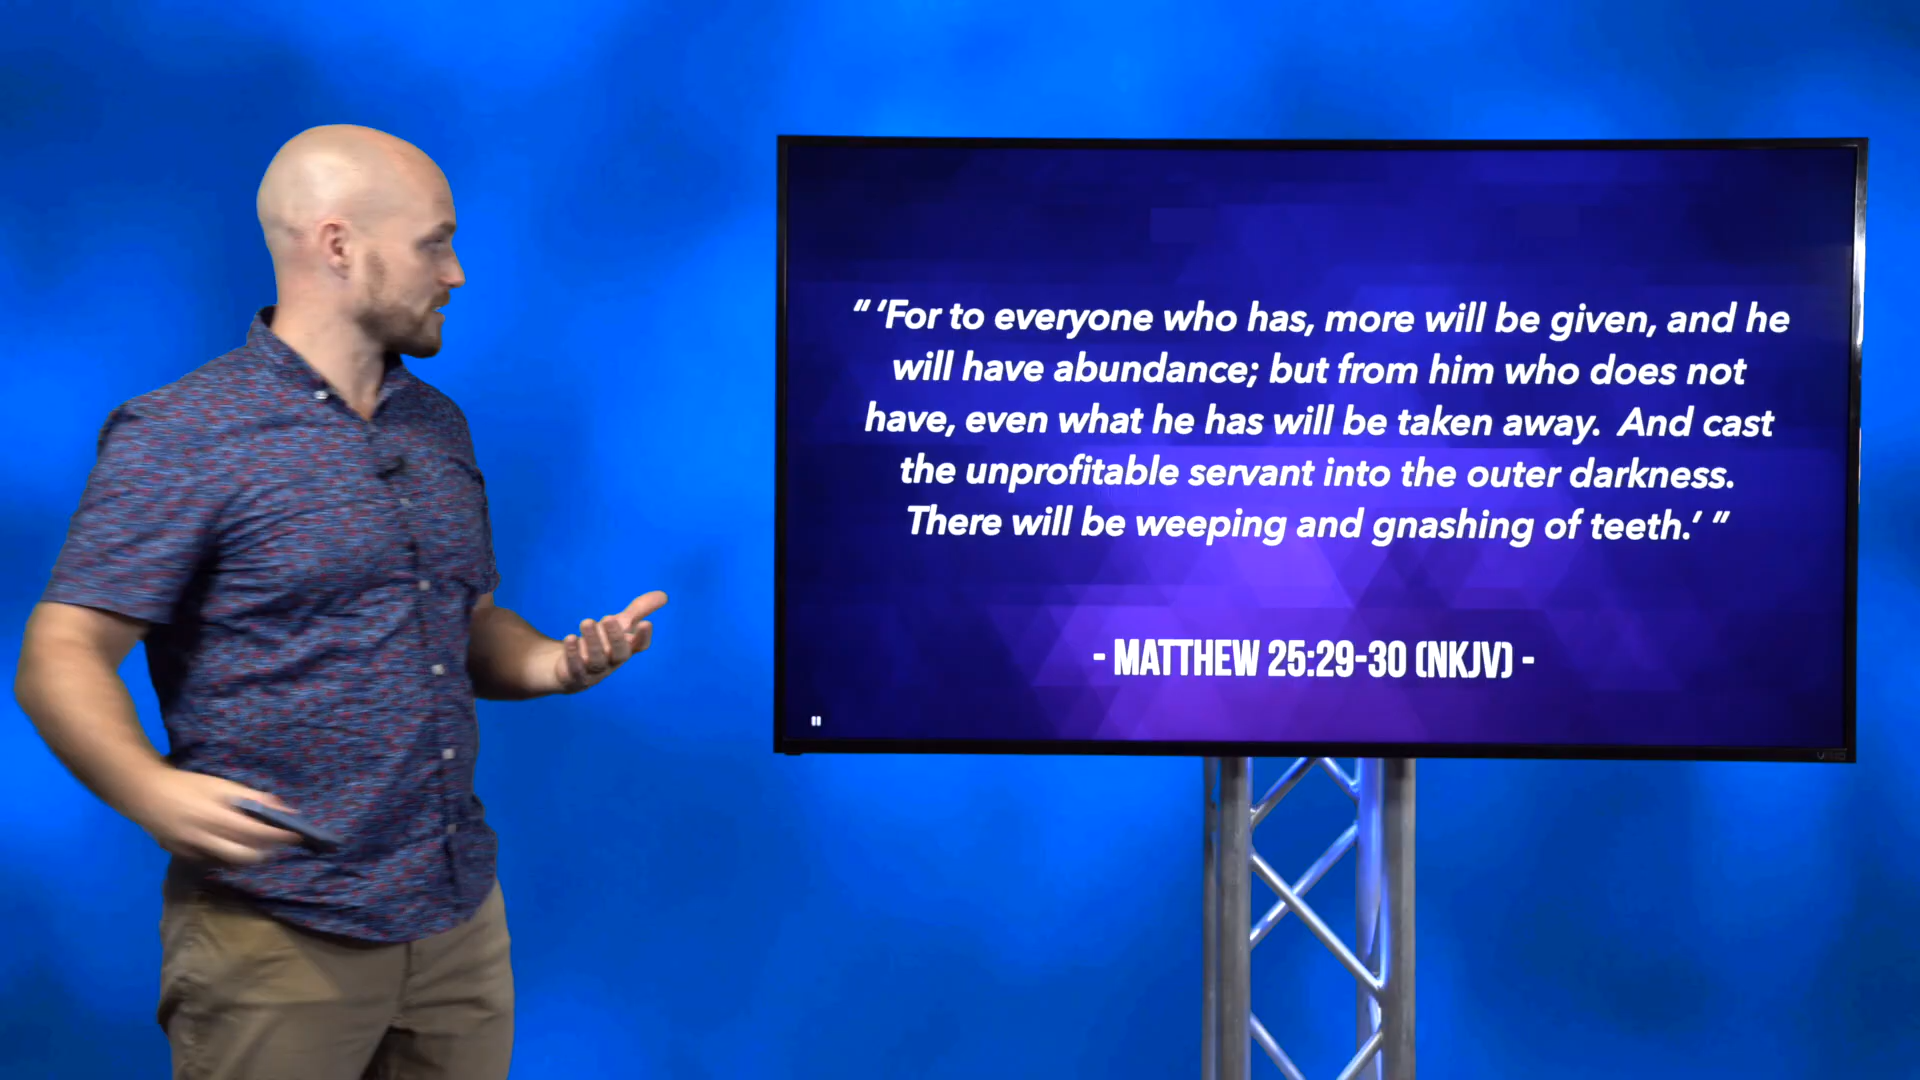 “ ‘For to everyone who has, more will be given, and he
will have abundance; but from him who does not
have, even what he has will be taken away.  And cast
the unprofitable servant into the outer darkness.
There will be weeping and gnashing of teeth.’ ”
- MATTHEW 25:29-30 (NKJV) -
VIZIO